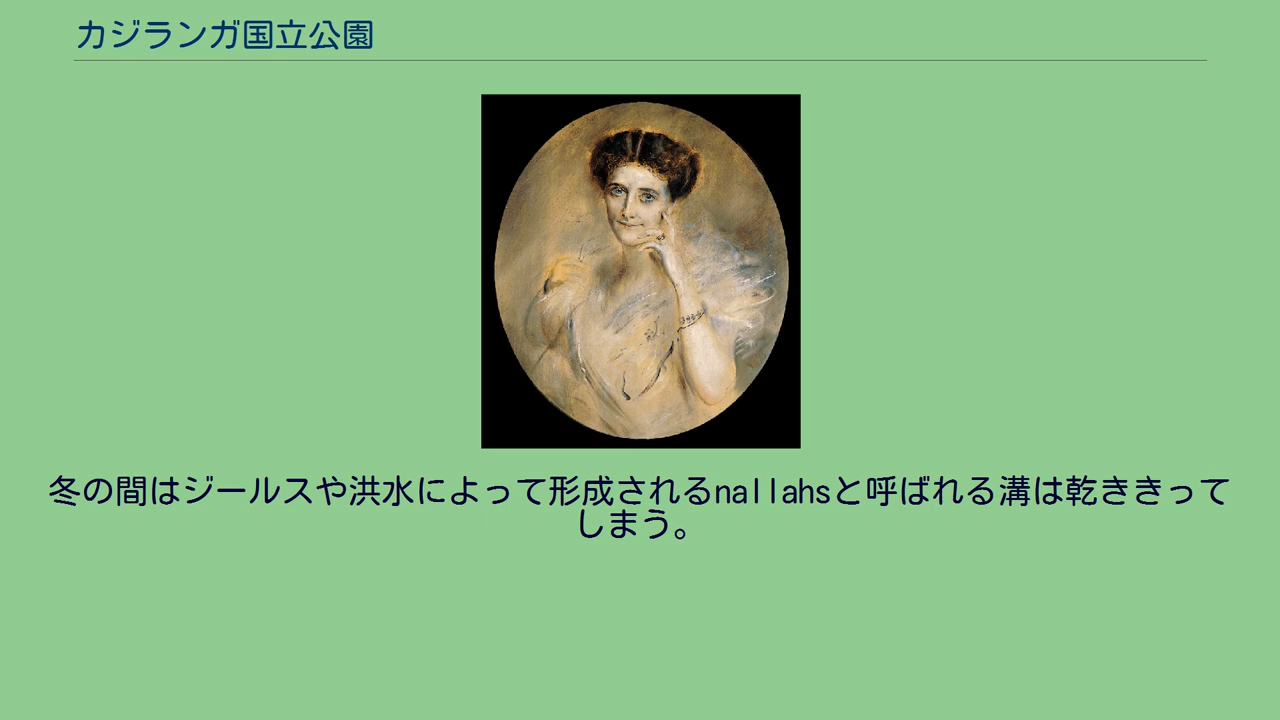 カジランガ国立公園
冬の間はジールスや洪水によって形成されるnallahsと呼ばれる溝は乾ききって
しまう。